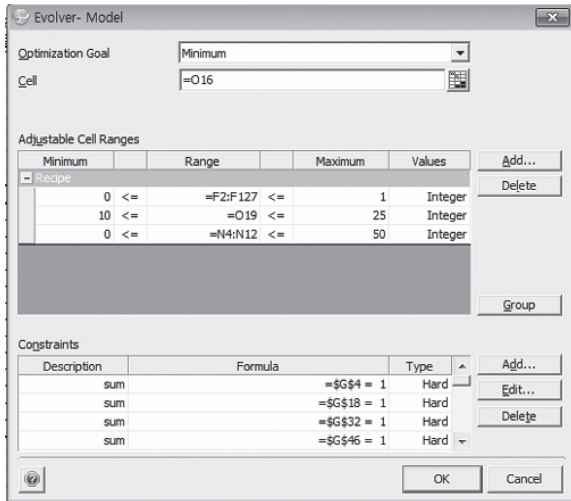 Evolver- Model
Optimization Goal Minimum
Cell =O16
Adjustable Cell Ranges
Minimum Range Maximum Values Add...
Recipe
Delete
0 <= =F2:F127 <= 1 Integer
10 <= =O19 <= 25 Integer
0 <= =N4:N12 <= 50 Integer
Group
Constraints
Description Formula Type Add...
sum =$G$4 = 1 Hard
Edit...
sum =$G$18 = 1 Hard
sum =$G$32 = 1 Hard
Delete
sum =$G$46 = 1 Hard
OK Cancel